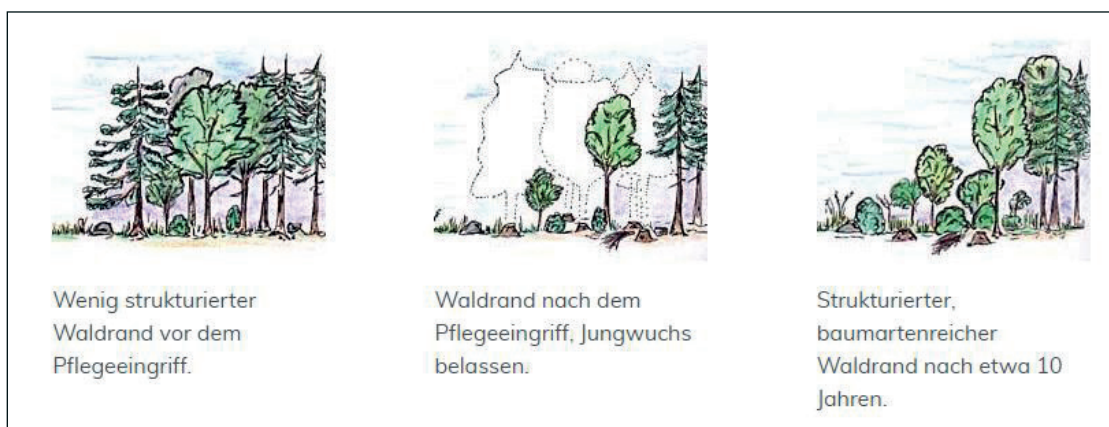 Wenig strukturierter
Waldrand vor dem
Pflegeeingriff.
Waldrand nach dem
Pflegeeingriff, Jungwuchs
belassen.
Strukturierter,
baumartenreicher
Waldrand nach etwa 10
Jahren.